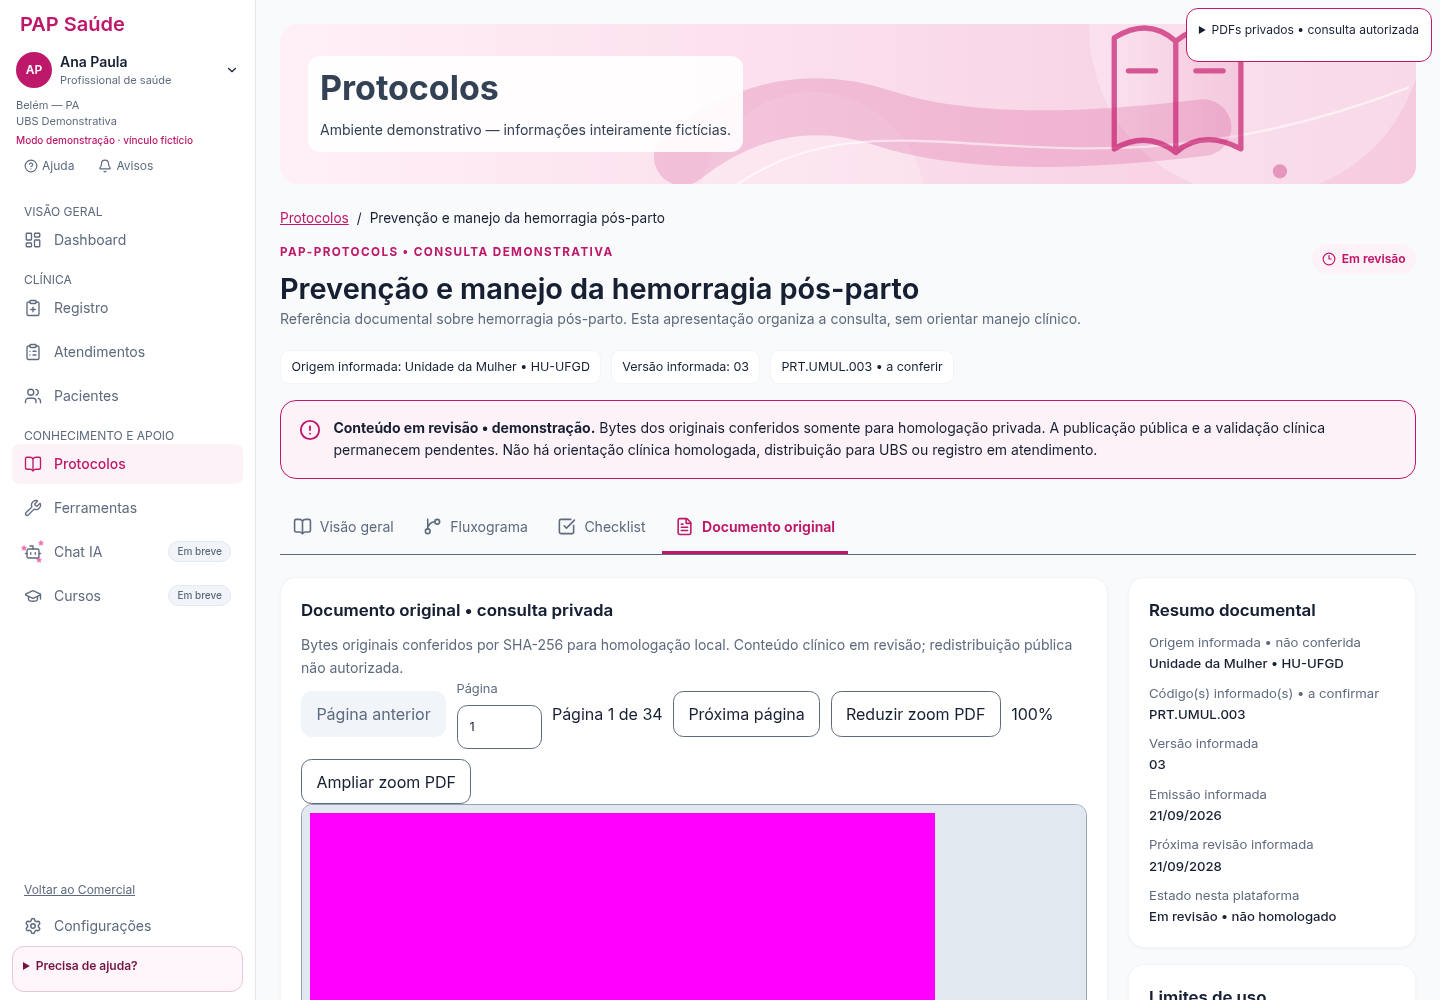 PAP Saúde
AP
Ana Paula
Profissional de saúde
Belém — PA
UBS Demonstrativa
Modo demonstração · vínculo fictício
Ajuda
Avisos
VISÃO GERAL
Dashboard
CLÍNICA
Registro
Atendimentos
Pacientes
CONHECIMENTO E APOIO
Protocolos
Ferramentas
Chat IA
Em breve
Cursos
Em breve
Voltar ao Comercial
Configurações
Precisa de ajuda?
PDFs privados • consulta autorizada
Protocolos
Ambiente demonstrativo — informações inteiramente fictícias.
Protocolos / Prevenção e manejo da hemorragia pós-parto
PAP-PROTOCOLS • CONSULTA DEMONSTRATIVA
Em revisão
Prevenção e manejo da hemorragia pós-parto
Referência documental sobre hemorragia pós-parto. Esta apresentação organiza a consulta, sem orientar manejo clínico.
Origem informada: Unidade da Mulher • HU-UFGD
Versão informada: 03
PRT.UMUL.003 • a conferir
Conteúdo em revisão • demonstração. Bytes dos originais conferidos somente para homologação privada. A publicação pública e a validação clínica
permanecem pendentes. Não há orientação clínica homologada, distribuição para UBS ou registro em atendimento.
Visão geral
Fluxograma
Checklist
Documento original
Documento original • consulta privada
Bytes originais conferidos por SHA-256 para homologação local. Conteúdo clínico em revisão; redistribuição pública
não autorizada.
Página anterior
Página
1
Página 1 de 34
Próxima página
Reduzir zoom PDF
100%
Ampliar zoom PDF
Resumo documental
Origem informada • não conferida
Unidade da Mulher • HU-UFGD
Código(s) informado(s) • a confirmar
PRT.UMUL.003
Versão informada
03
Emissão informada
21/09/2026
Próxima revisão informada
21/09/2028
Estado nesta plataforma
Em revisão • não homologado
Limites de uso